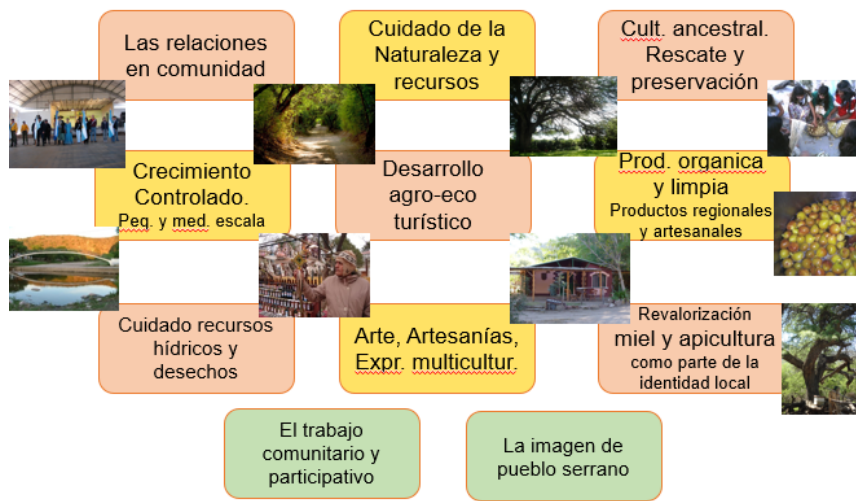 Las relaciones
en comunidad
Cuidado de la
Naturaleza y
recursos
Cult. ancestral.
Rescate y
preservación
Crecimiento
Controlado.
Peq. y med. escala
Desarrollo
agro-eco
turístico
Prod. organica
y limpia
Productos regionales
y artesanales
Cuidado recursos
hídricos y
desechos
Arte, Artesanías,
Expr. multicultur.
Revalorización
miel y apicultura
como parte de la
identidad local
El trabajo
comunitario y
participativo
La imagen de
pueblo serrano